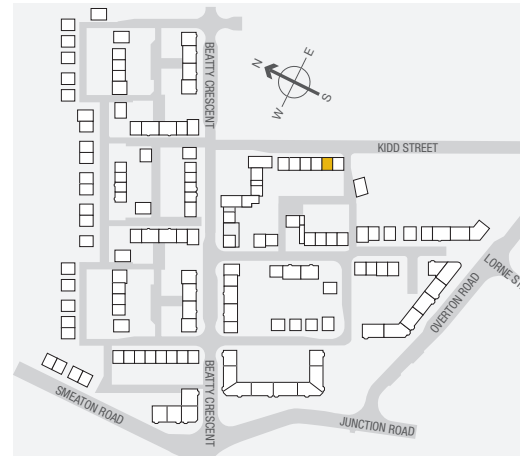 BEATTY CRESCENT
N
E
W
S
KIDD STREET
LORNE ST
OVERTON ROAD
BEATTY CRESCENT
SMEATON ROAD
JUNCTION ROAD